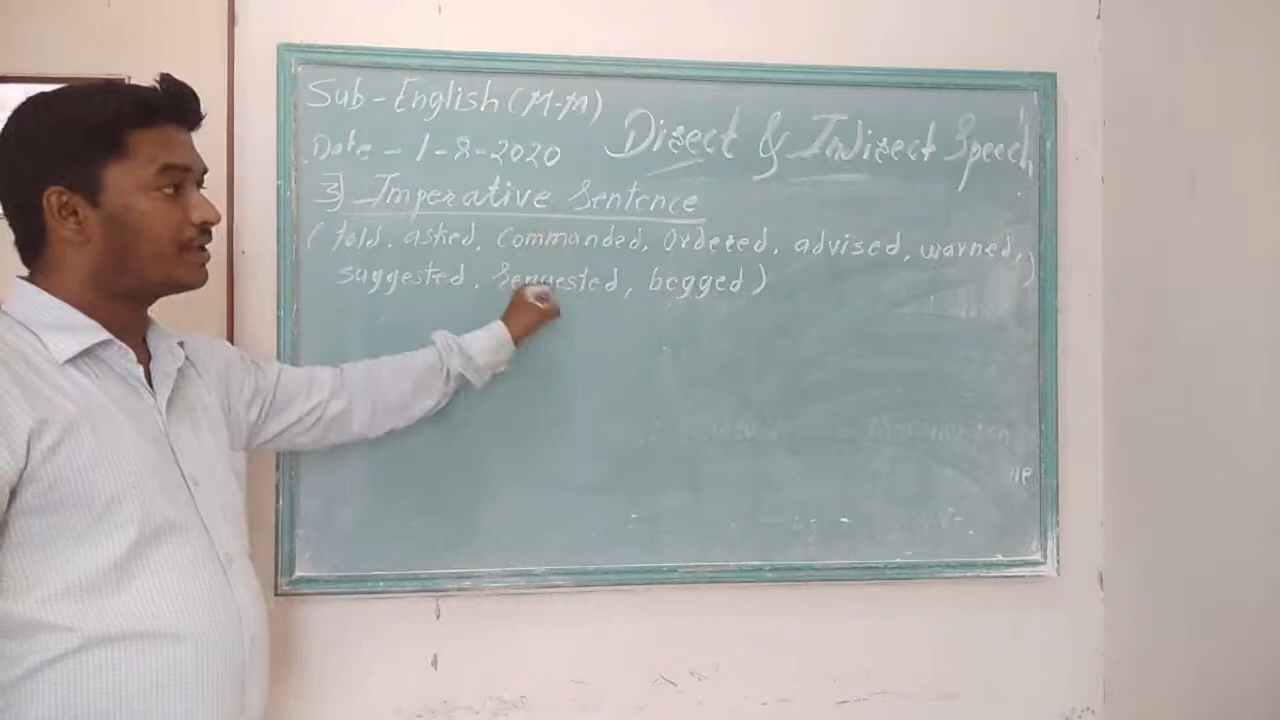 Sub - English (M-M)
Direct & Indirect Speech
Date - 1-8-2020
3] Imperative Sentence
(told, asked, Commanded, Ordered, advised, warned,
suggested, requested, begged)